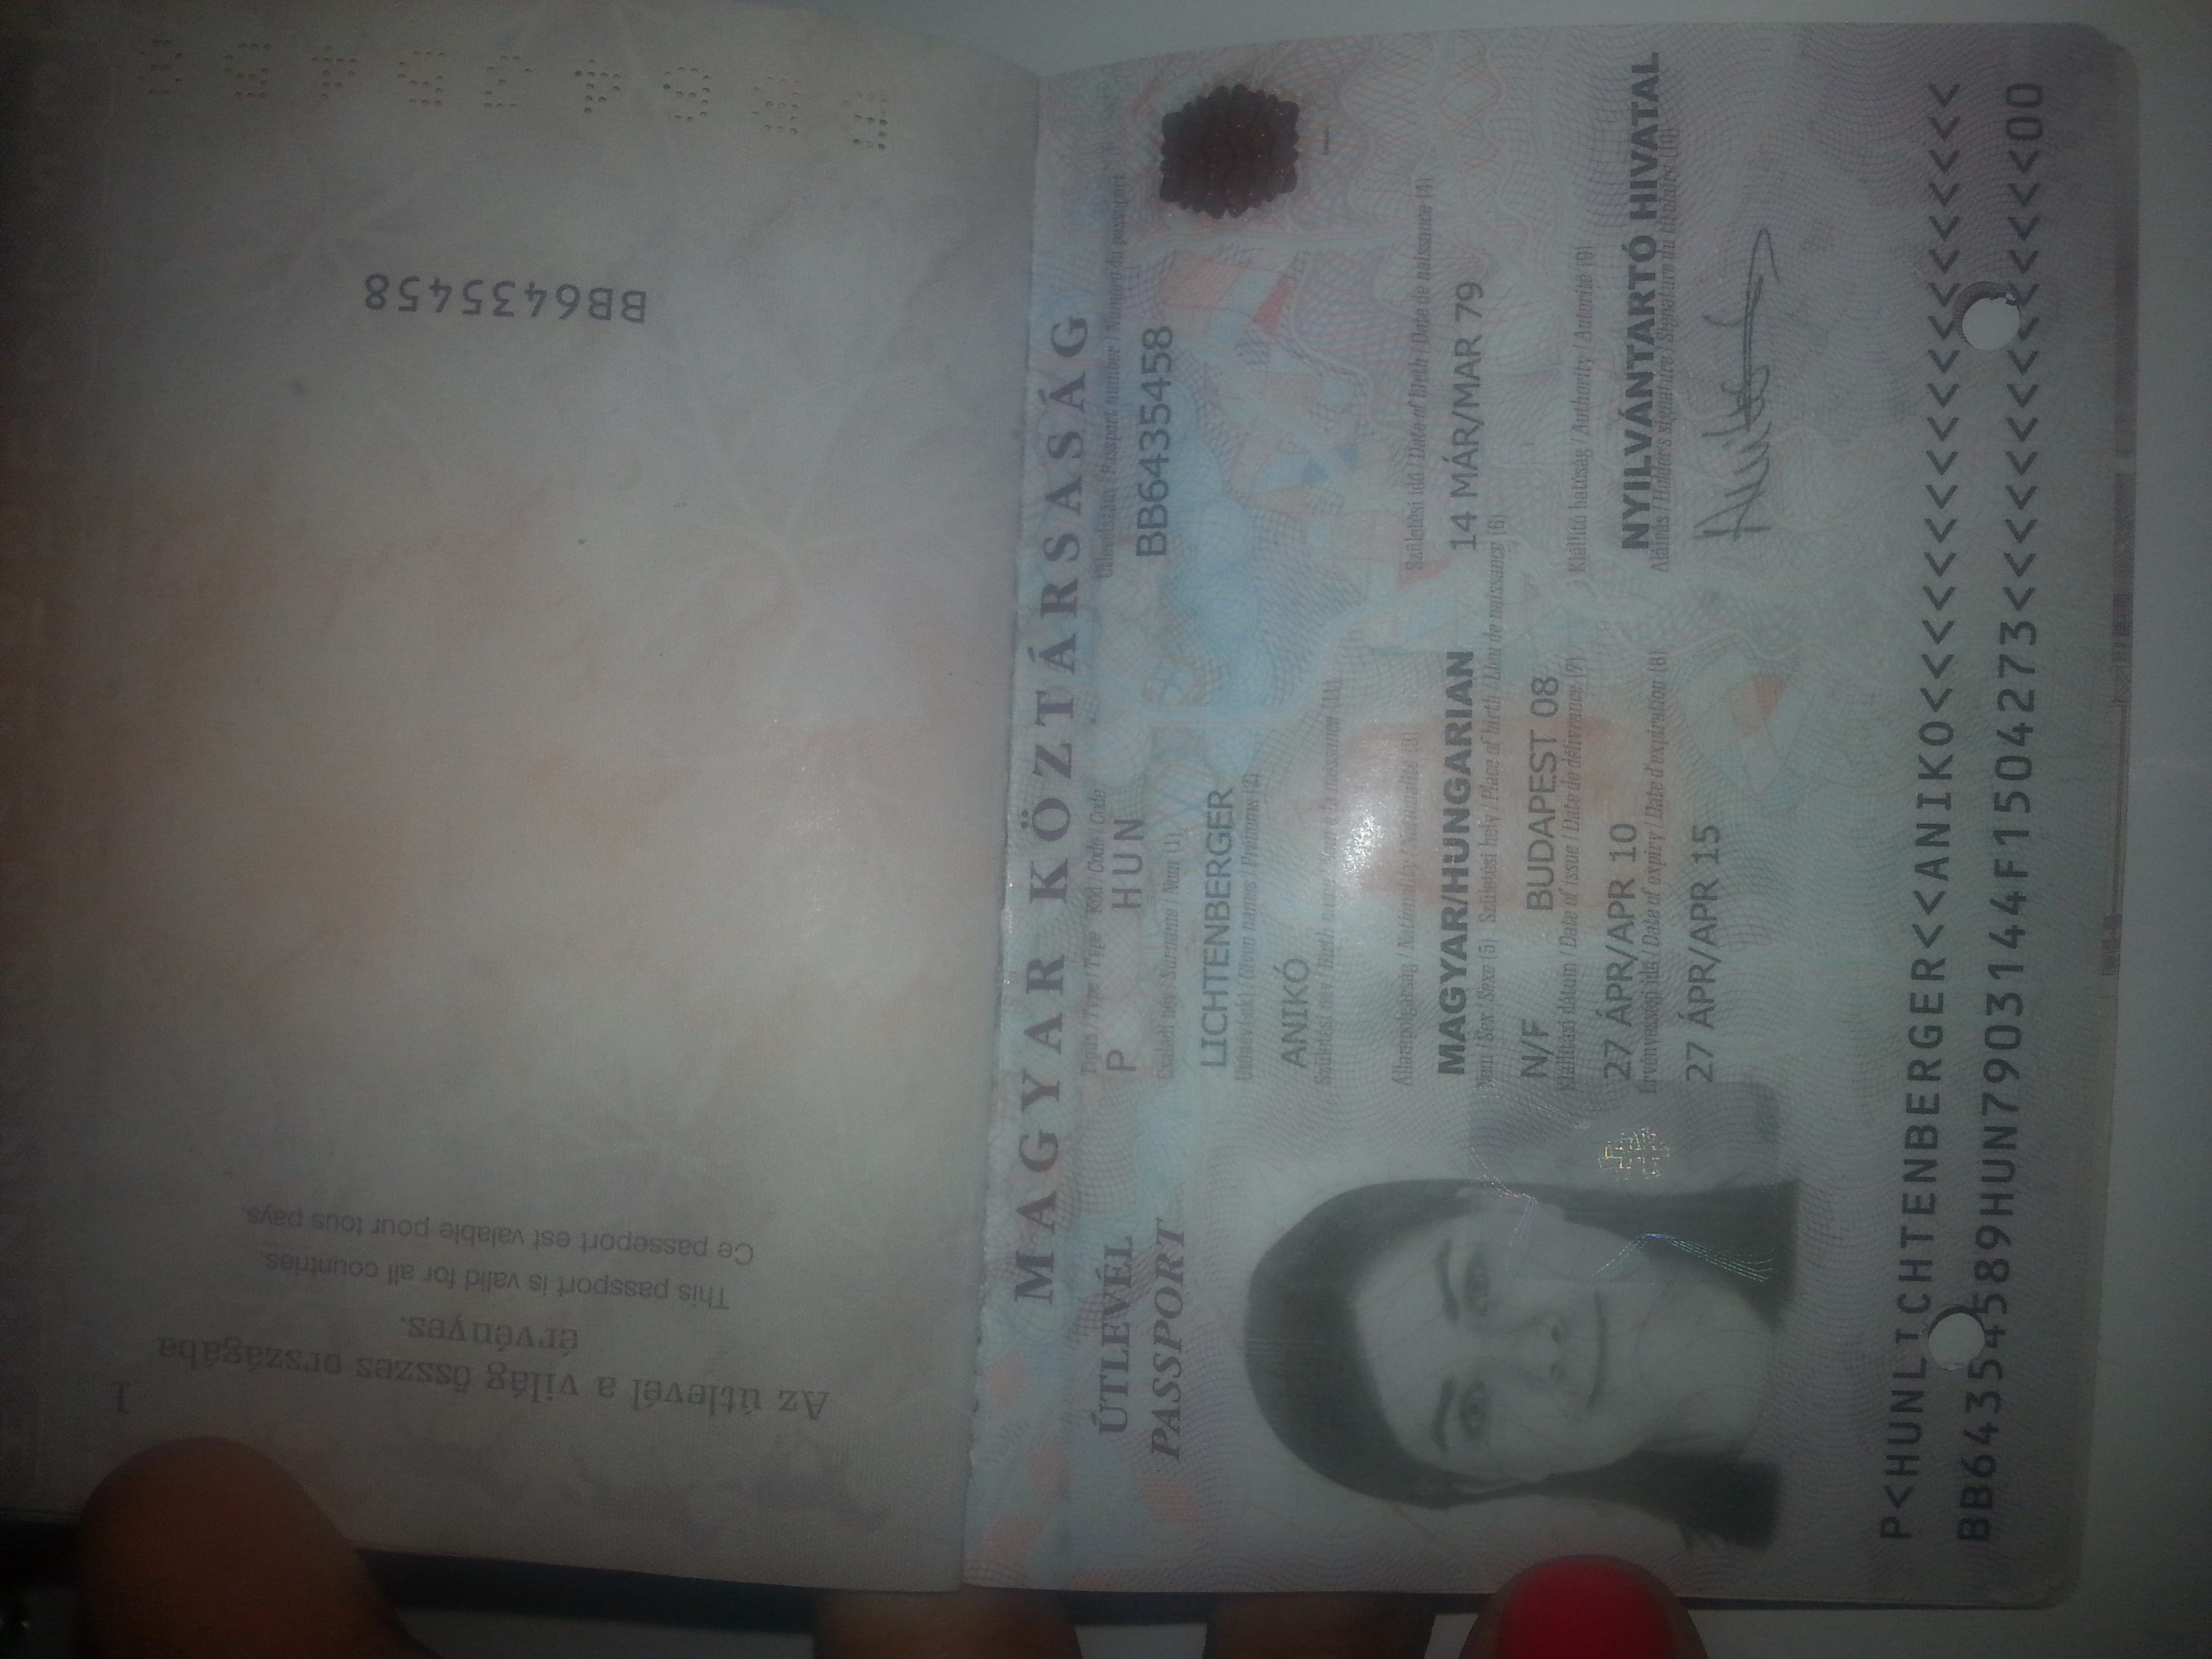 MAGYAR KÖZTÁRSASÁG
ÚTLEVÉL
PASSPORT
Típus / Type / Type Kód / Code / Code Útlevélszám / Passport number / Numéro du passeport
P HUN BB6435458
Családi név / Surname / Nom (1)
LICHTENBERGER
Utónév(ek) / Given names / Prénoms (2)
ANIKÓ
Születési név / Birth name /
Állampolgárság / Nationality / Nationalité (3) Születési idő / Date of birth / Date de naissance (4)
MAGYAR/HUNGARIAN 14 MÁR/MAR 79
Nem / Sex / Sexe (5) Születési hely / Place of birth / Lieu de naissance (6)
N/F BUDAPEST 08
Kiállítási dátum / Date of issue / Date de délivrance (7) Kiállító hatóság / Authority / Autorité (9)
27 ÁPR/APR 10 NYILVÁNTARTÓ HIVATAL
Érvényességi idő / Date of expiry / Date d'expiration (8) Aláírás / Holder's signature / Signature du titulaire (10)
27 ÁPR/APR 15
P<HUNLICHTENBERGER<<ANIKO<<<<<<<<<<<<<<<<<<<
BB64354589HUN7903144F1504273<<<<<<<<<<<<<<00
1
Az útlevél a világ összes országába
érvényes.
This passport is valid for all countries.
Ce passeport est valable pour tous pays.
BB6435458